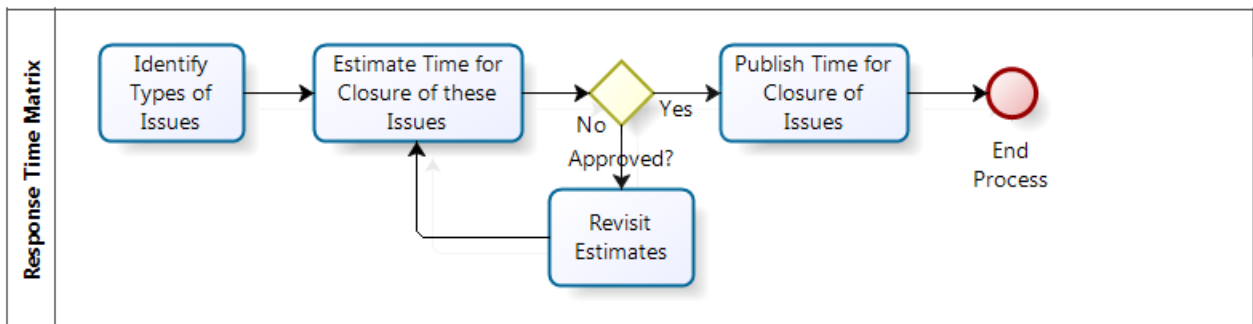 Response Time Matrix
Identify
Types of
Issues
Estimate Time for
Closure of these
Issues
No
Yes
Approved?
Publish Time for
Closure of
Issues
End
Process
Revisit
Estimates